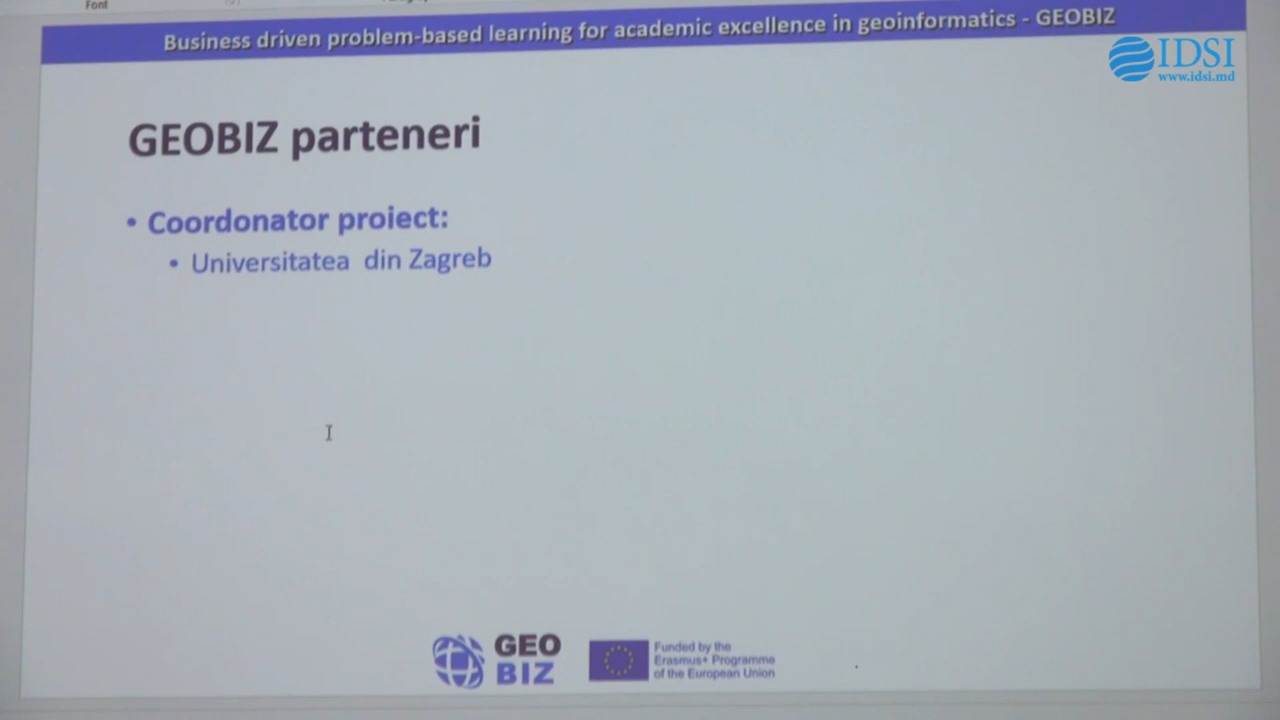 Font
Business driven problem-based learning for academic excellence in geoinformatics - GEOBIZ
IDSI
www.idsi.md
GEOBIZ parteneri
• Coordonator proiect:
• Universitatea din Zagreb
GEO
BIZ
Funded by the
Erasmus+ Programme
of the European Union